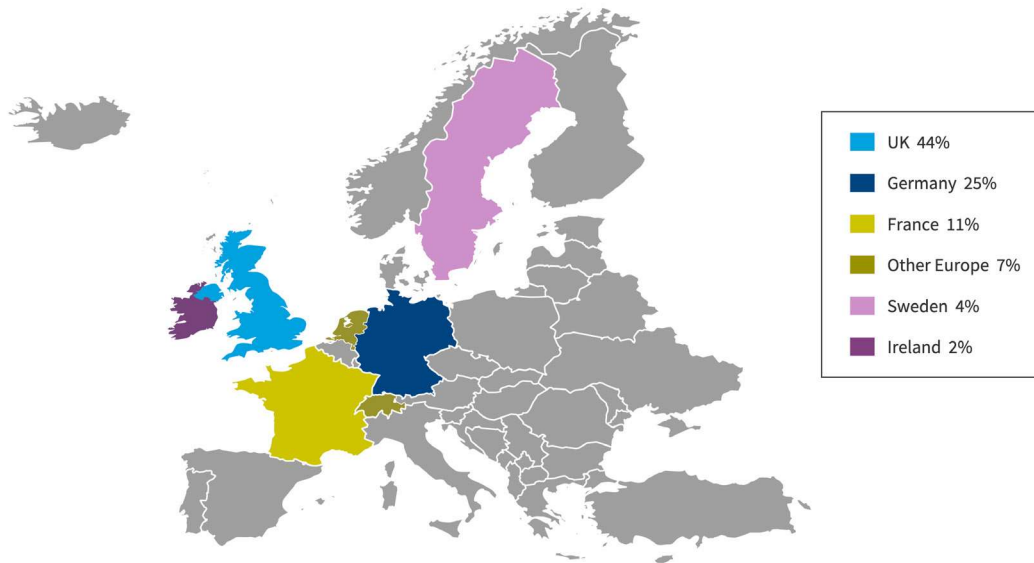 UK 44%
Germany 25%
France 11%
Other Europe 7%
Sweden 4%
Ireland 2%